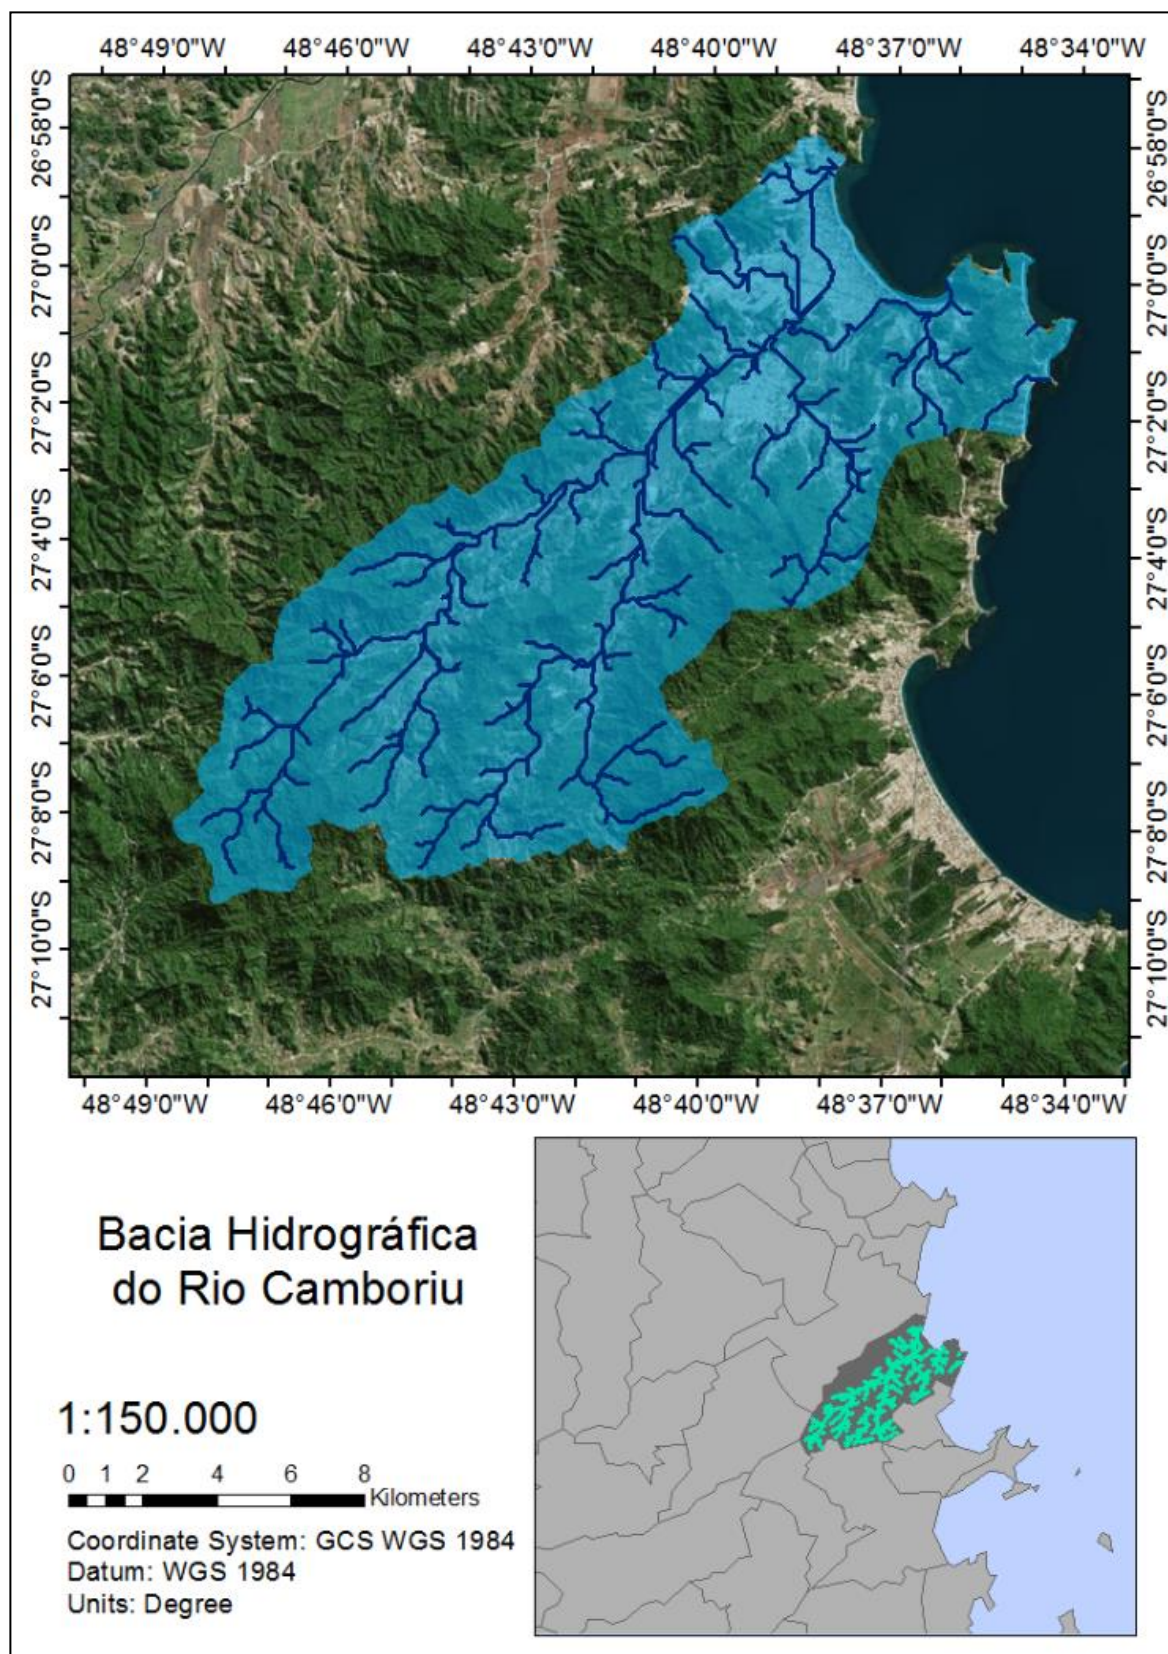 48°49'0"W 48°46'0"W 48°43'0"W 48°40'0"W 48°37'0"W 48°34'0"W
26°58'0"S
27°0'0"S
27°2'0"S
27°4'0"S
27°6'0"S
27°8'0"S
27°10'0"S
26°58'0"S
27°0'0"S
27°2'0"S
27°4'0"S
27°6'0"S
27°8'0"S
27°10'0"S
48°49'0"W 48°46'0"W 48°43'0"W 48°40'0"W 48°37'0"W 48°34'0"W
Bacia Hidrográfica
do Rio Camboriu
1:150.000
0 1 2 4 6 8
Kilometers
Coordinate System: GCS WGS 1984
Datum: WGS 1984
Units: Degree